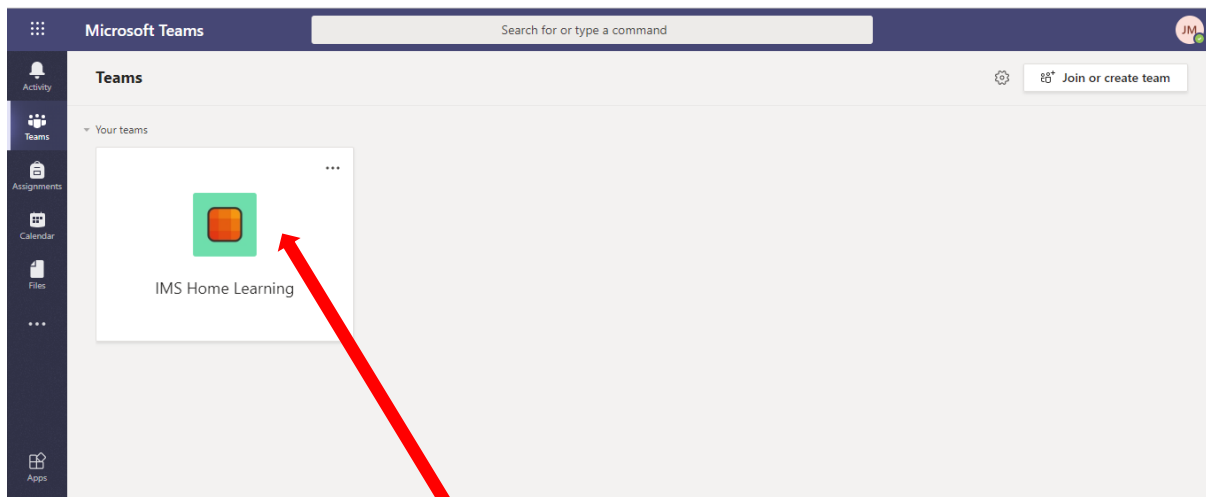 Microsoft Teams
Search for or type a command
JM
Activity
Teams
Join or create team
Teams
Your teams
Assignments
Calendar
Files
IMS Home Learning
Apps